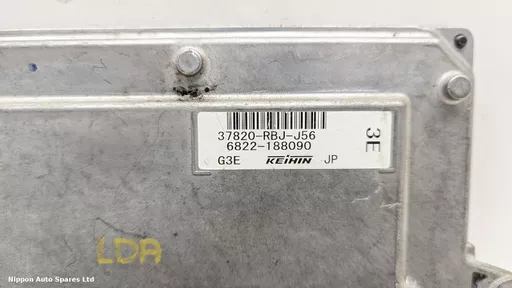 37820-RBJ-J56
6822-188090
G3E KEIHIN JP
3E
LDA
Nippon Auto Spares Ltd